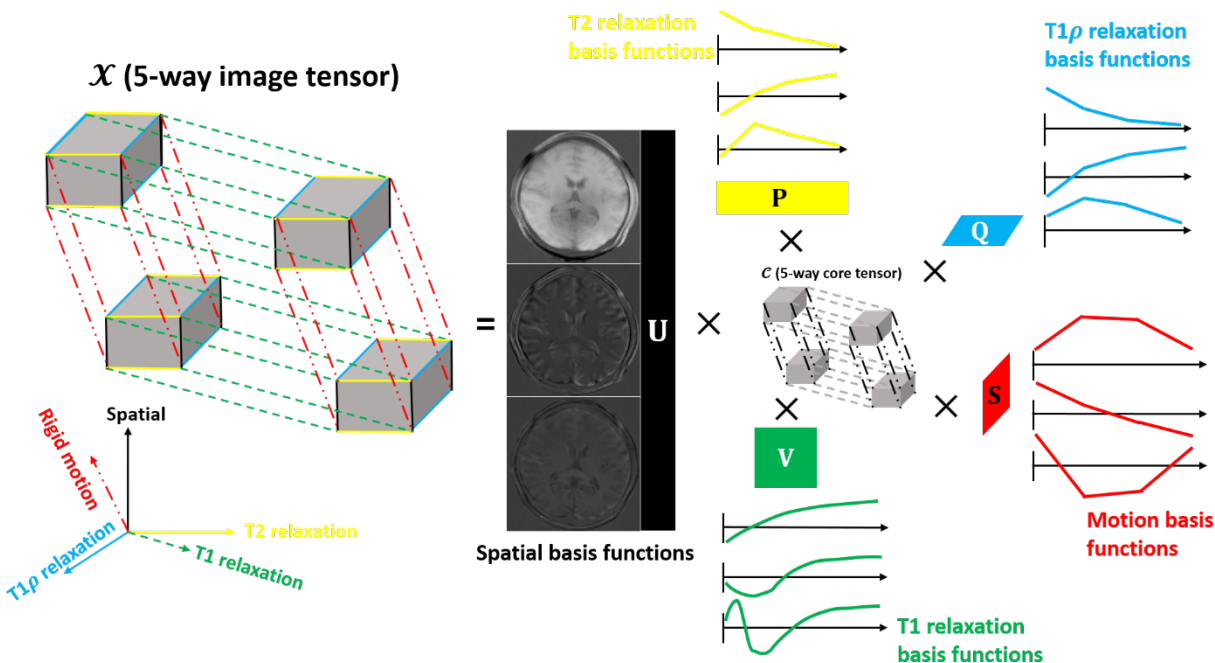 𝒳 (5-way image tensor)
T2 relaxation
basis functions
T1ρ relaxation
basis functions
P
Q
×
×
𝒞 (5-way core tensor)
=
U
×
S
×
×
V
Spatial
Rigid motion
T2 relaxation
T1 relaxation
T1ρ relaxation
Spatial basis functions
Motion basis
functions
T1 relaxation
basis functions